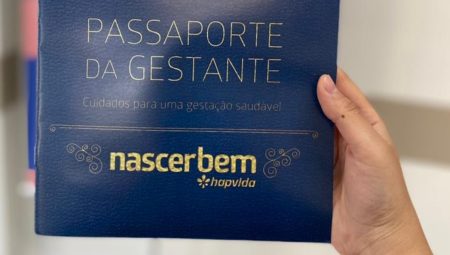 PASSAPORTE
DA GESTANTE
Cuidados para uma gestação saudável
nascerbem
hapvida